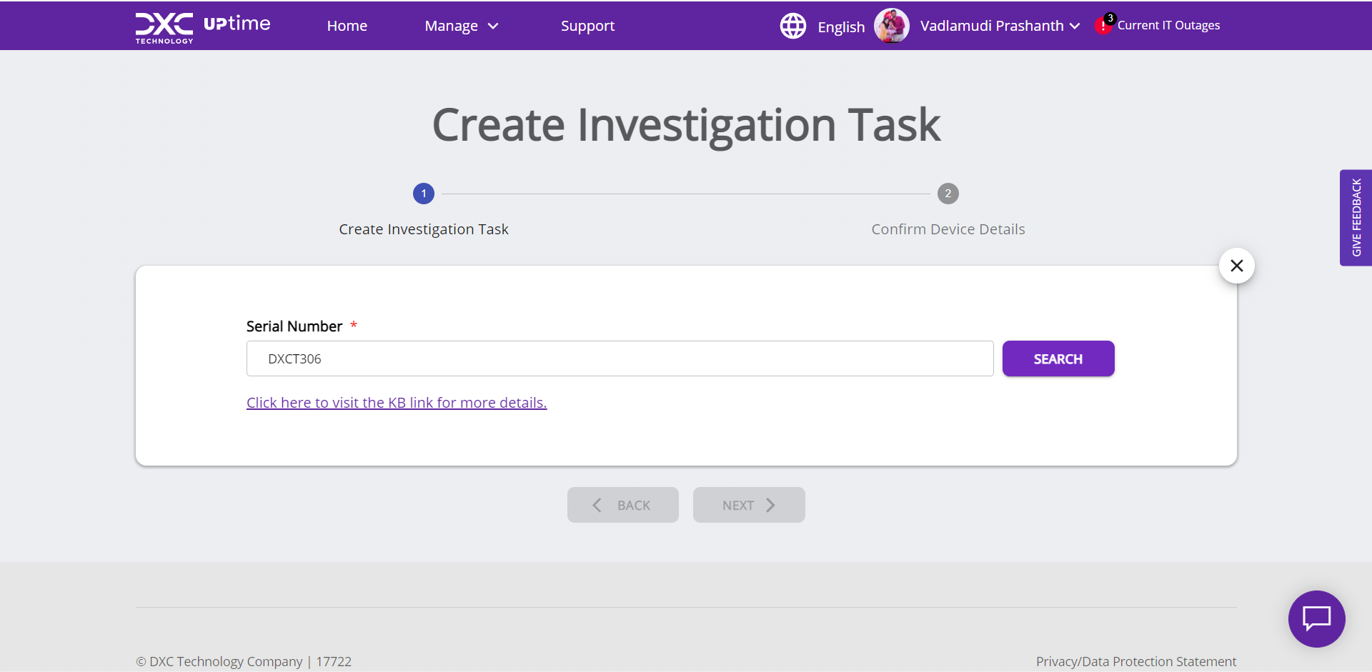 DXC TECHNOLOGY UPtime Home Manage Support English Vadlamudi Prashanth ! 3 Current IT Outages
Create Investigation Task
1 2
Create Investigation Task Confirm Device Details
GIVE FEEDBACK
Serial Number *
DXCT306 SEARCH
Click here to visit the KB link for more details.
BACK NEXT
© DXC Technology Company | 17722 Privacy/Data Protection Statement